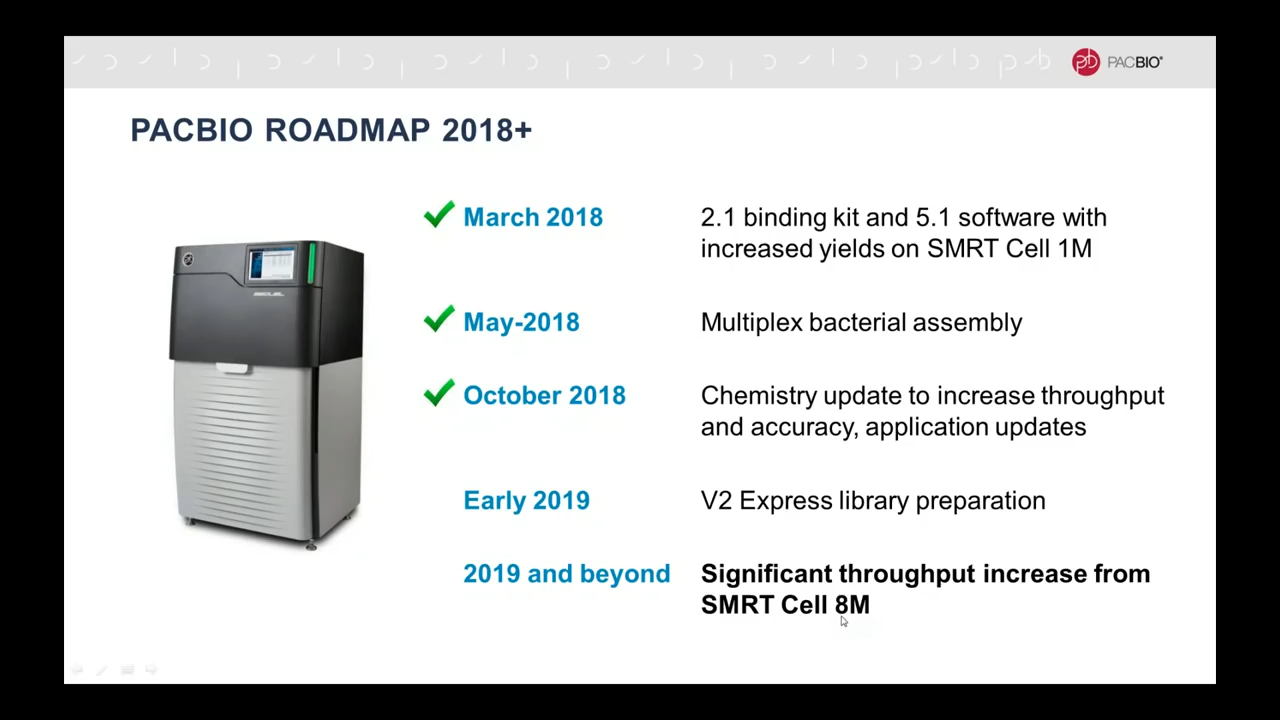 PACBIO®
PACBIO ROADMAP 2018+
March 2018
2.1 binding kit and 5.1 software with
increased yields on SMRT Cell 1M
May-2018
Multiplex bacterial assembly
October 2018
Chemistry update to increase throughput
and accuracy, application updates
Early 2019
V2 Express library preparation
2019 and beyond
Significant throughput increase from
SMRT Cell 8M